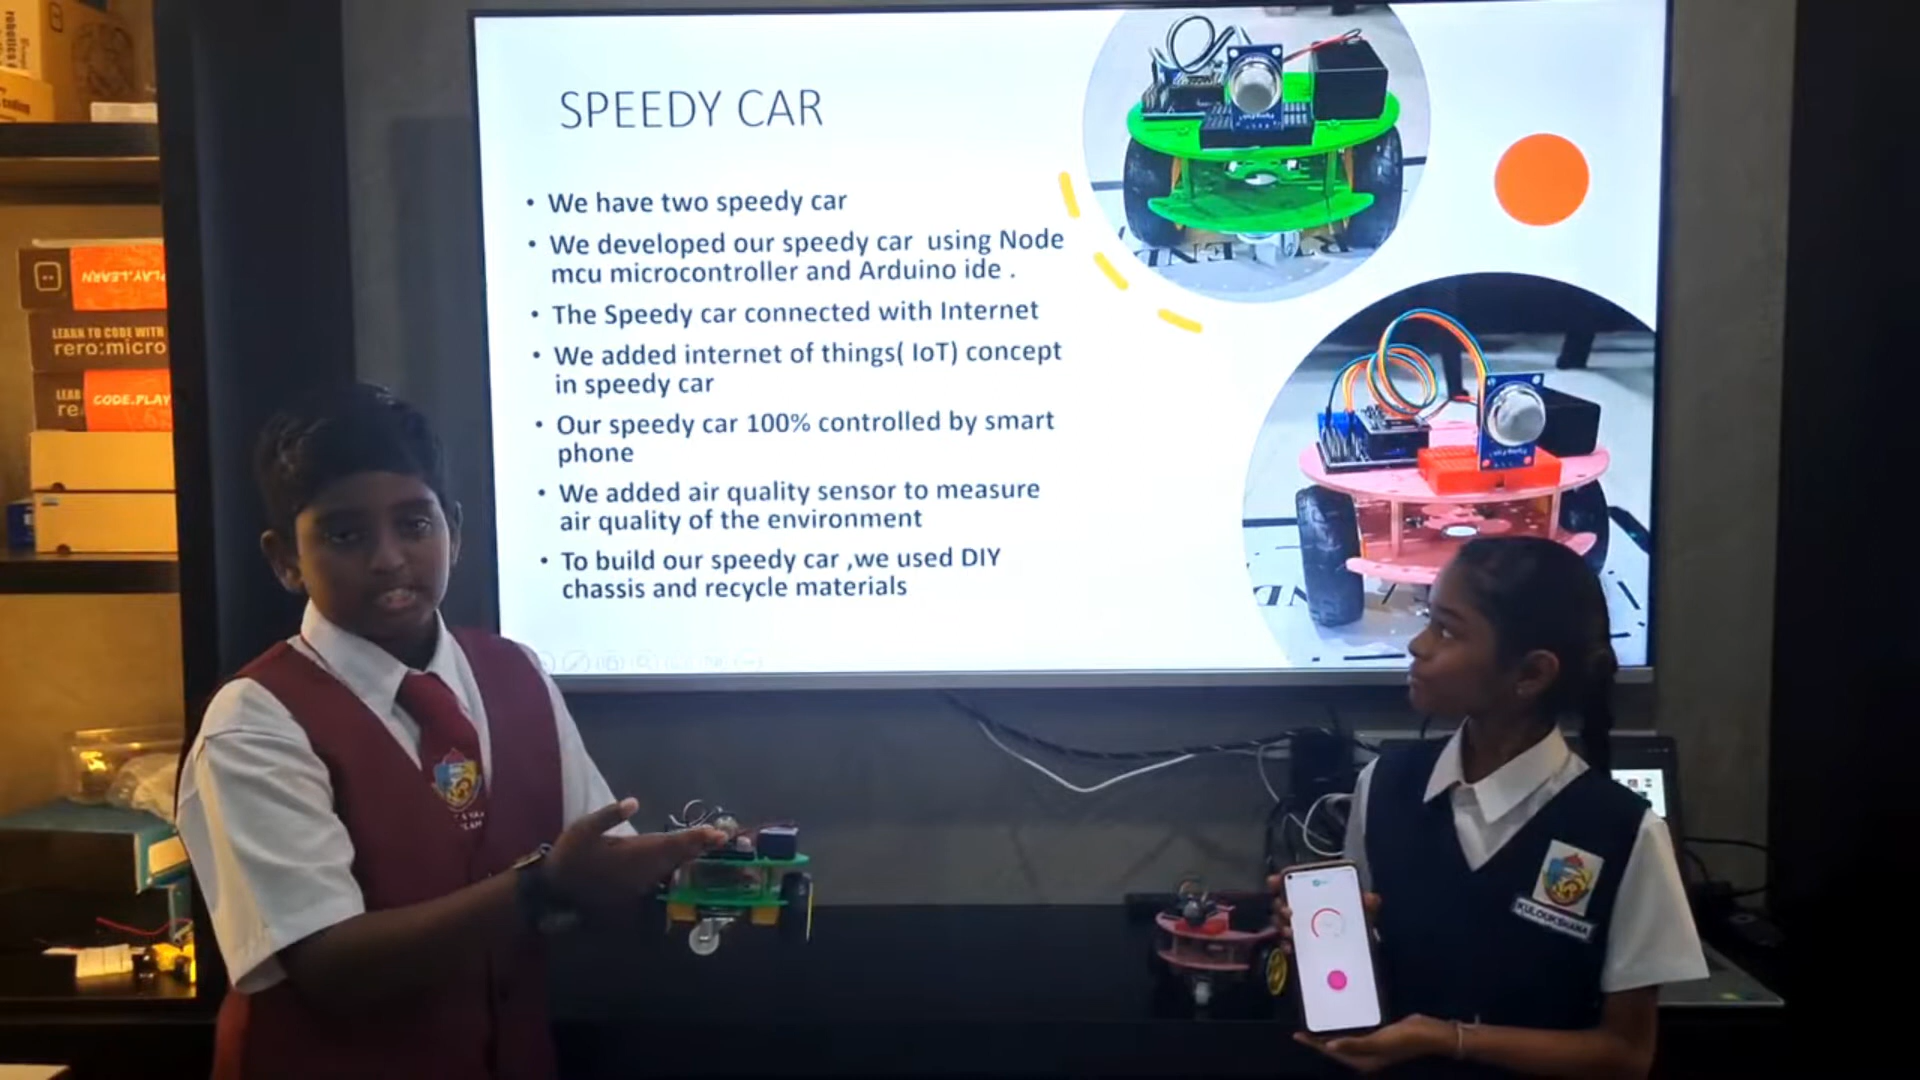 SPEEDY CAR
• We have two speedy car
• We developed our speedy car using Node
mcu microcontroller and Arduino ide .
• The Speedy car connected with Internet
• We added internet of things( IoT) concept
in speedy car
• Our speedy car 100% controlled by smart
phone
• We added air quality sensor to measure
air quality of the environment
• To build our speedy car ,we used DIY
chassis and recycle materials
LEARN TO CODE WITH
rero:micro
CODE.PLAY
KULOUKSHANA